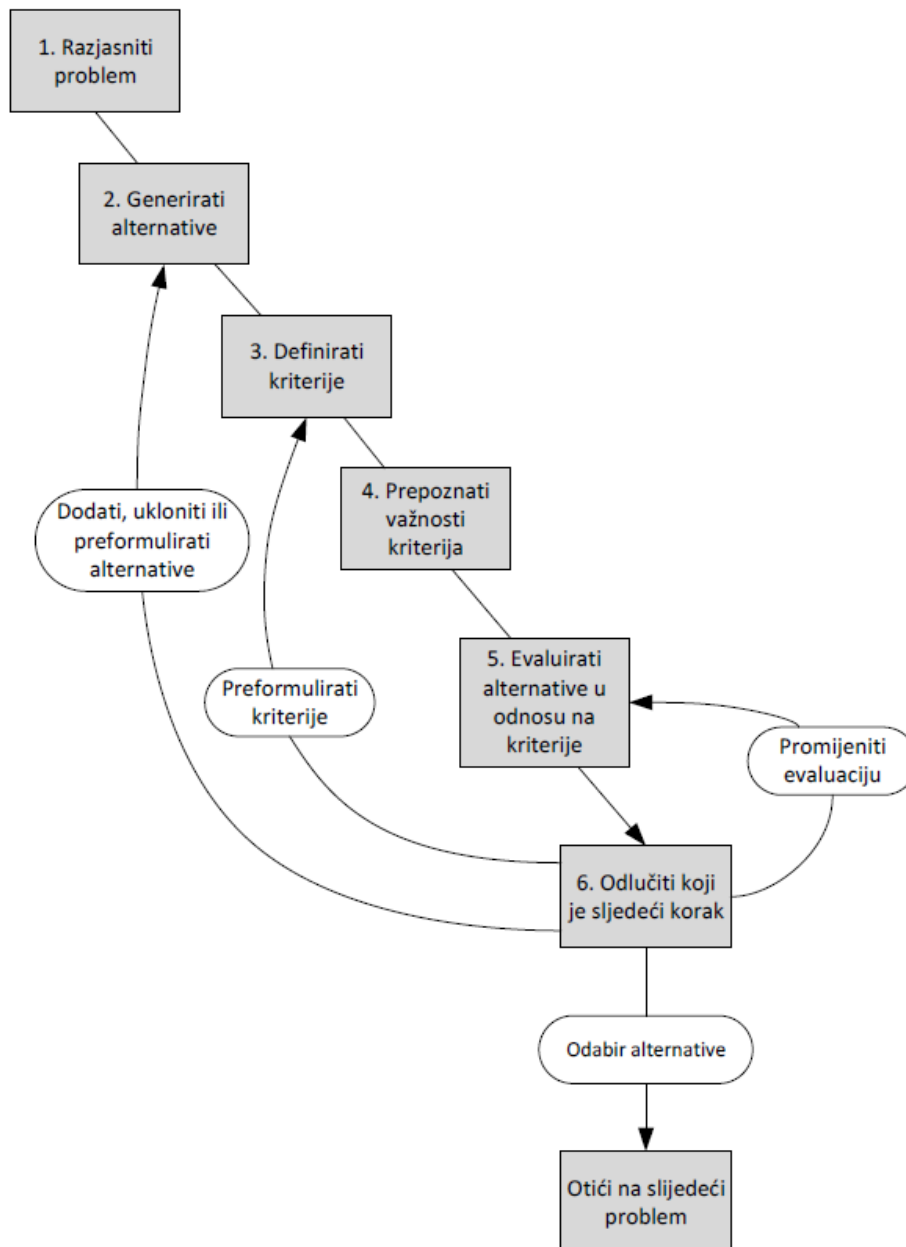 1. Razjasniti
problem
2. Generirati
alternative
3. Definirati
kriterije
4. Prepoznati
važnosti
kriterija
Dodati, ukloniti ili
preformulirati
alternative
5. Evaluirati
alternative u
odnosu na
kriterije
Preformulirati
kriterije
Promijeniti
evaluaciju
6. Odlučiti koji
je sljedeći korak
Odabir alternative
Otići na slijedeći
problem